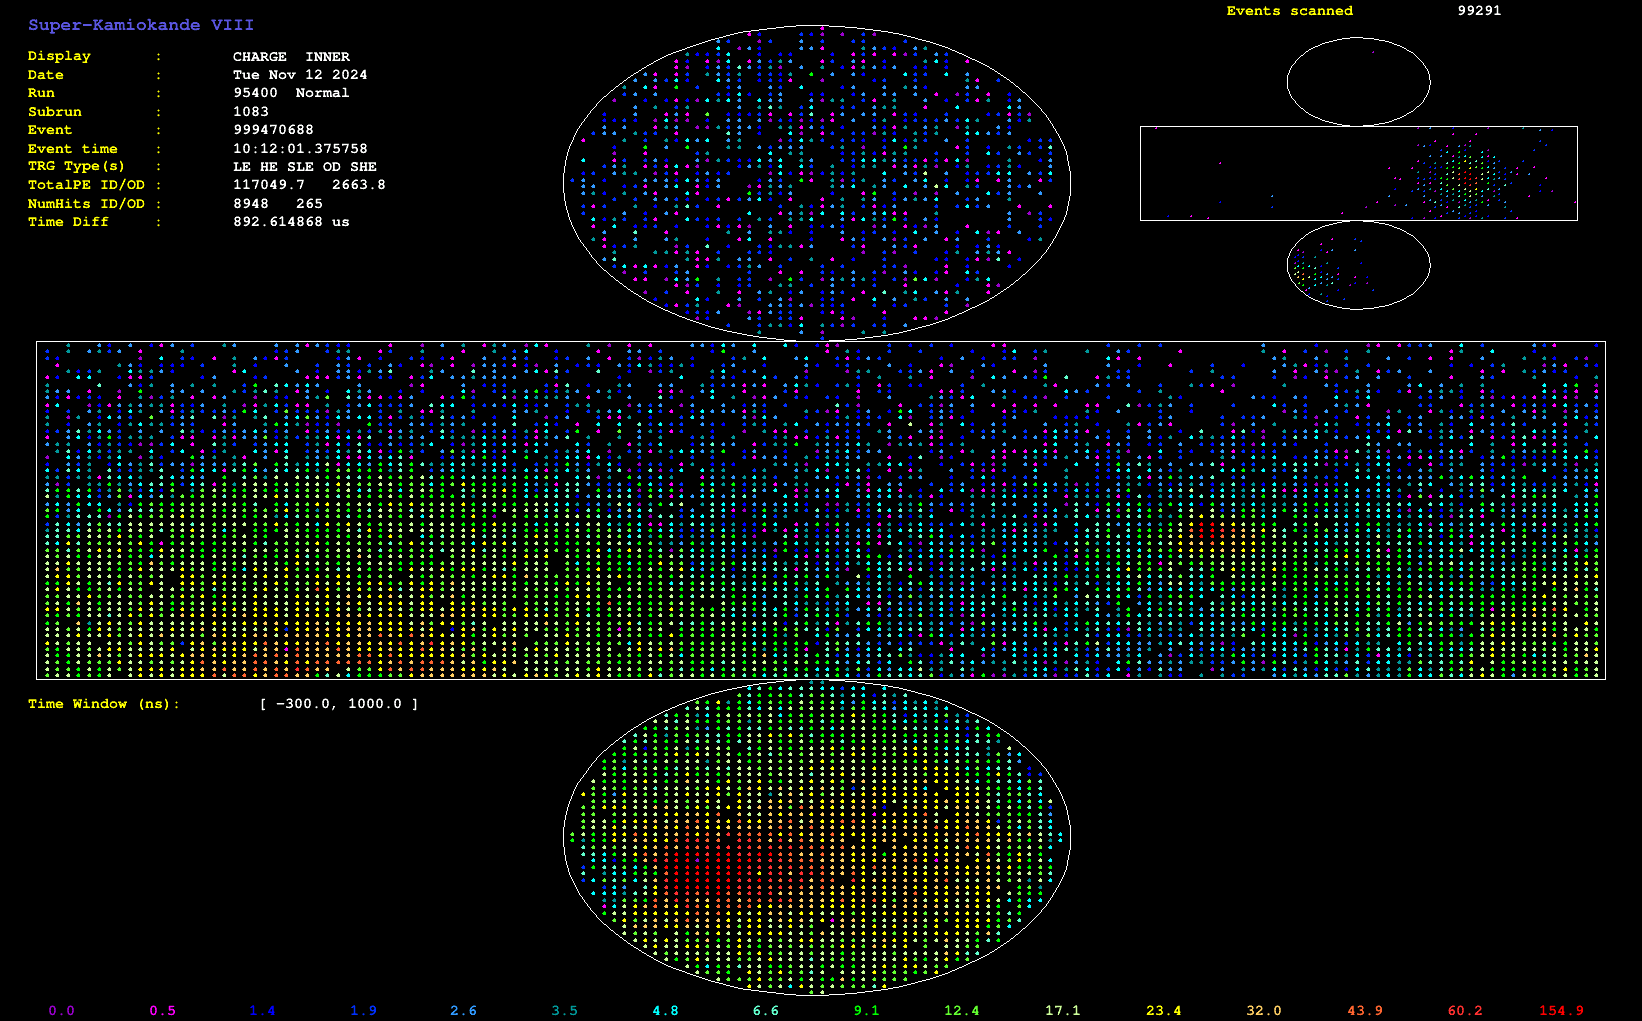 Super-Kamiokande VIII
Events scanned 99291
Display : CHARGE INNER
Date : Tue Nov 12 2024
Run : 95400 Normal
Subrun : 1083
Event : 999470688
Event time : 10:12:01.375758
TRG Type(s) : LE HE SLE OD SHE
TotalPE ID/OD : 117049.7 2663.8
NumHits ID/OD : 8948 265
Time Diff : 892.614868 us
Time Window (ns): [ -300.0, 1000.0 ]
0.0 0.5 1.4 1.9 2.6 3.5 4.8 6.6 9.1 12.4 17.1 23.4 32.0 43.9 60.2 154.9